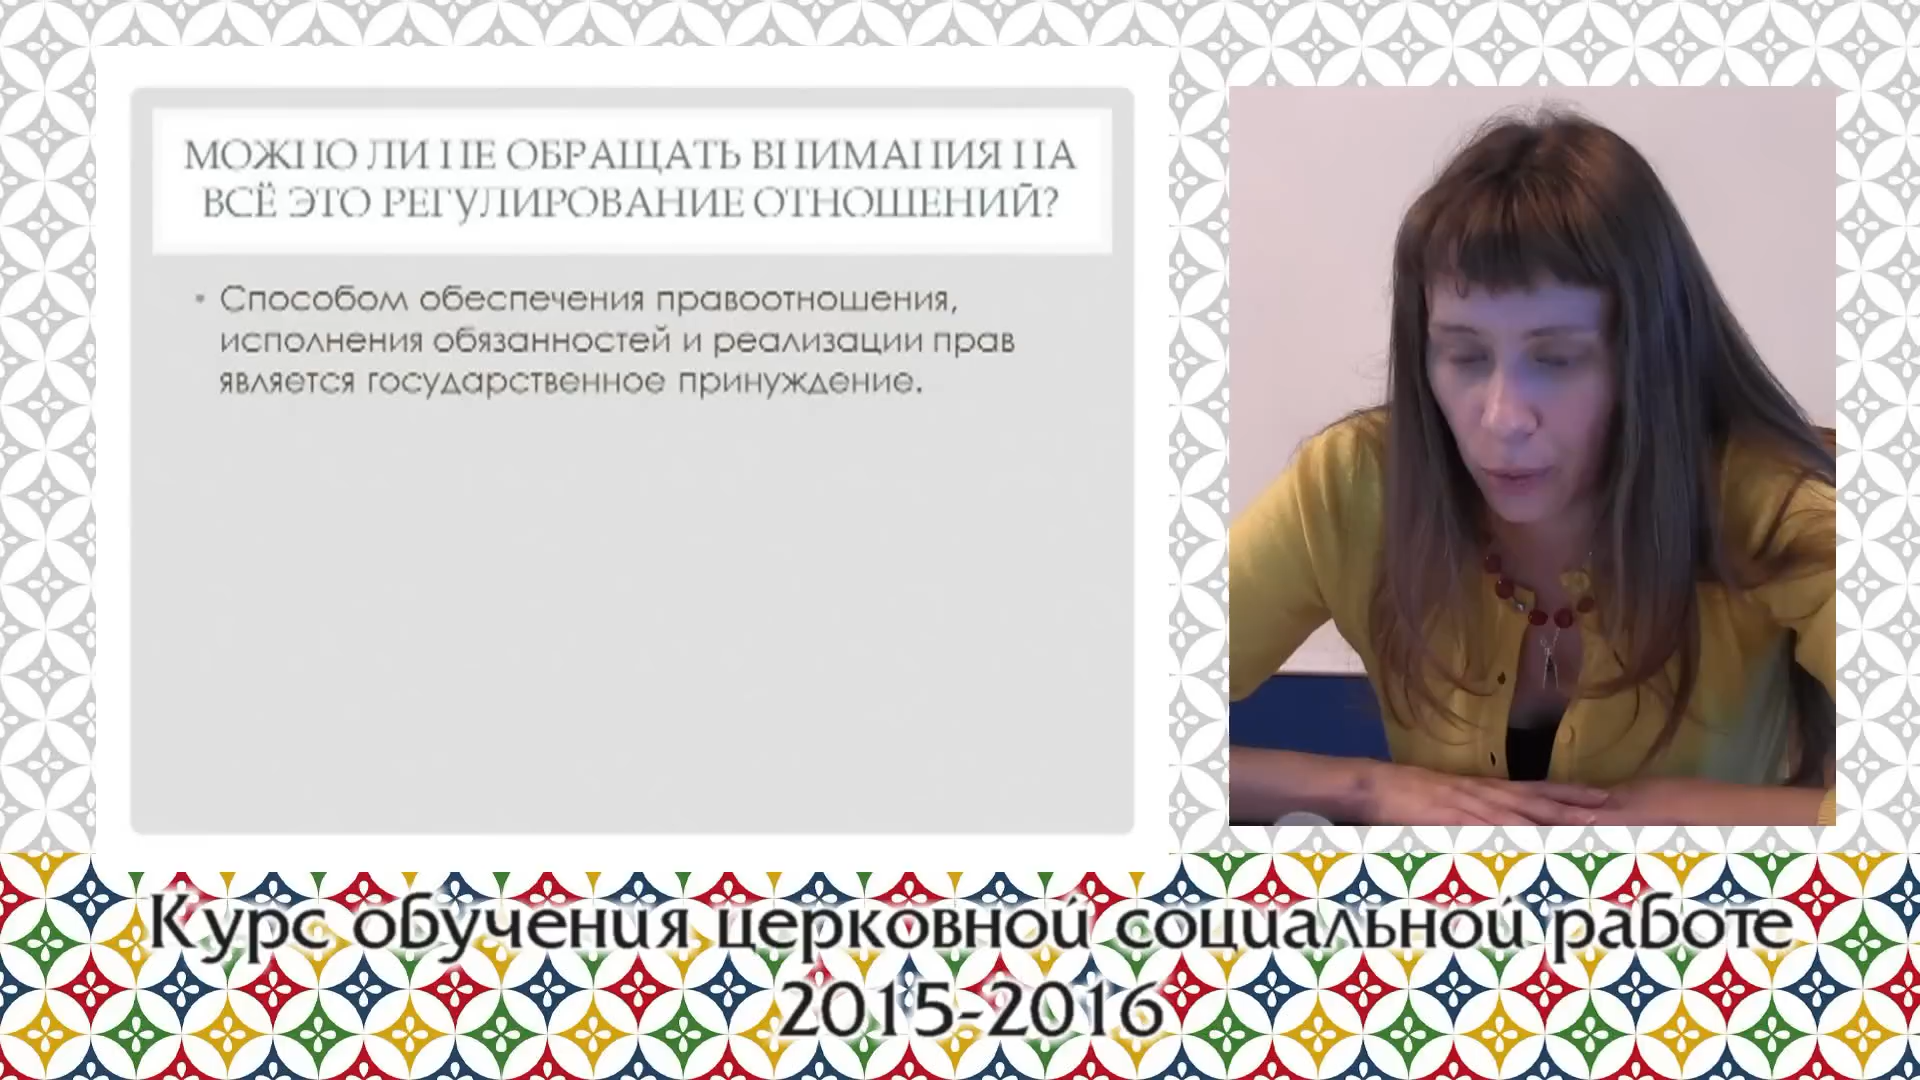 МОЖНО ЛИ НЕ ОБРАЩАТЬ ВНИМАНИЯ НА
ВСЁ ЭТО РЕГУЛИРОВАНИЕ ОТНОШЕНИЙ?
• Способом обеспечения правоотношения,
исполнения обязанностей и реализации прав
является государственное принуждение.
Курс обучения церковной социальной работе
2015-2016